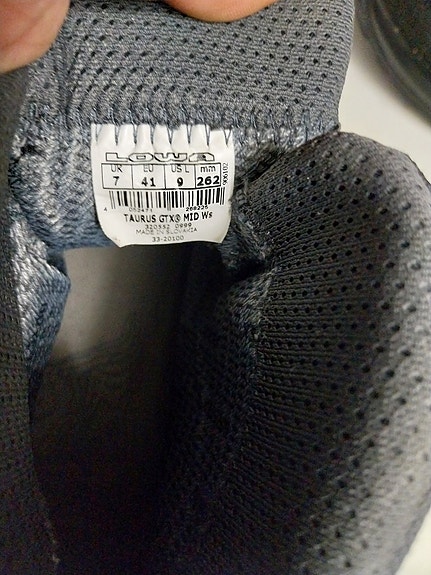 LOWA
UK EU US L mm
7 41 9 262
TAURUS GTX® MID Ws
320552 0999
MADE IN SLOVAKIA
33-20100